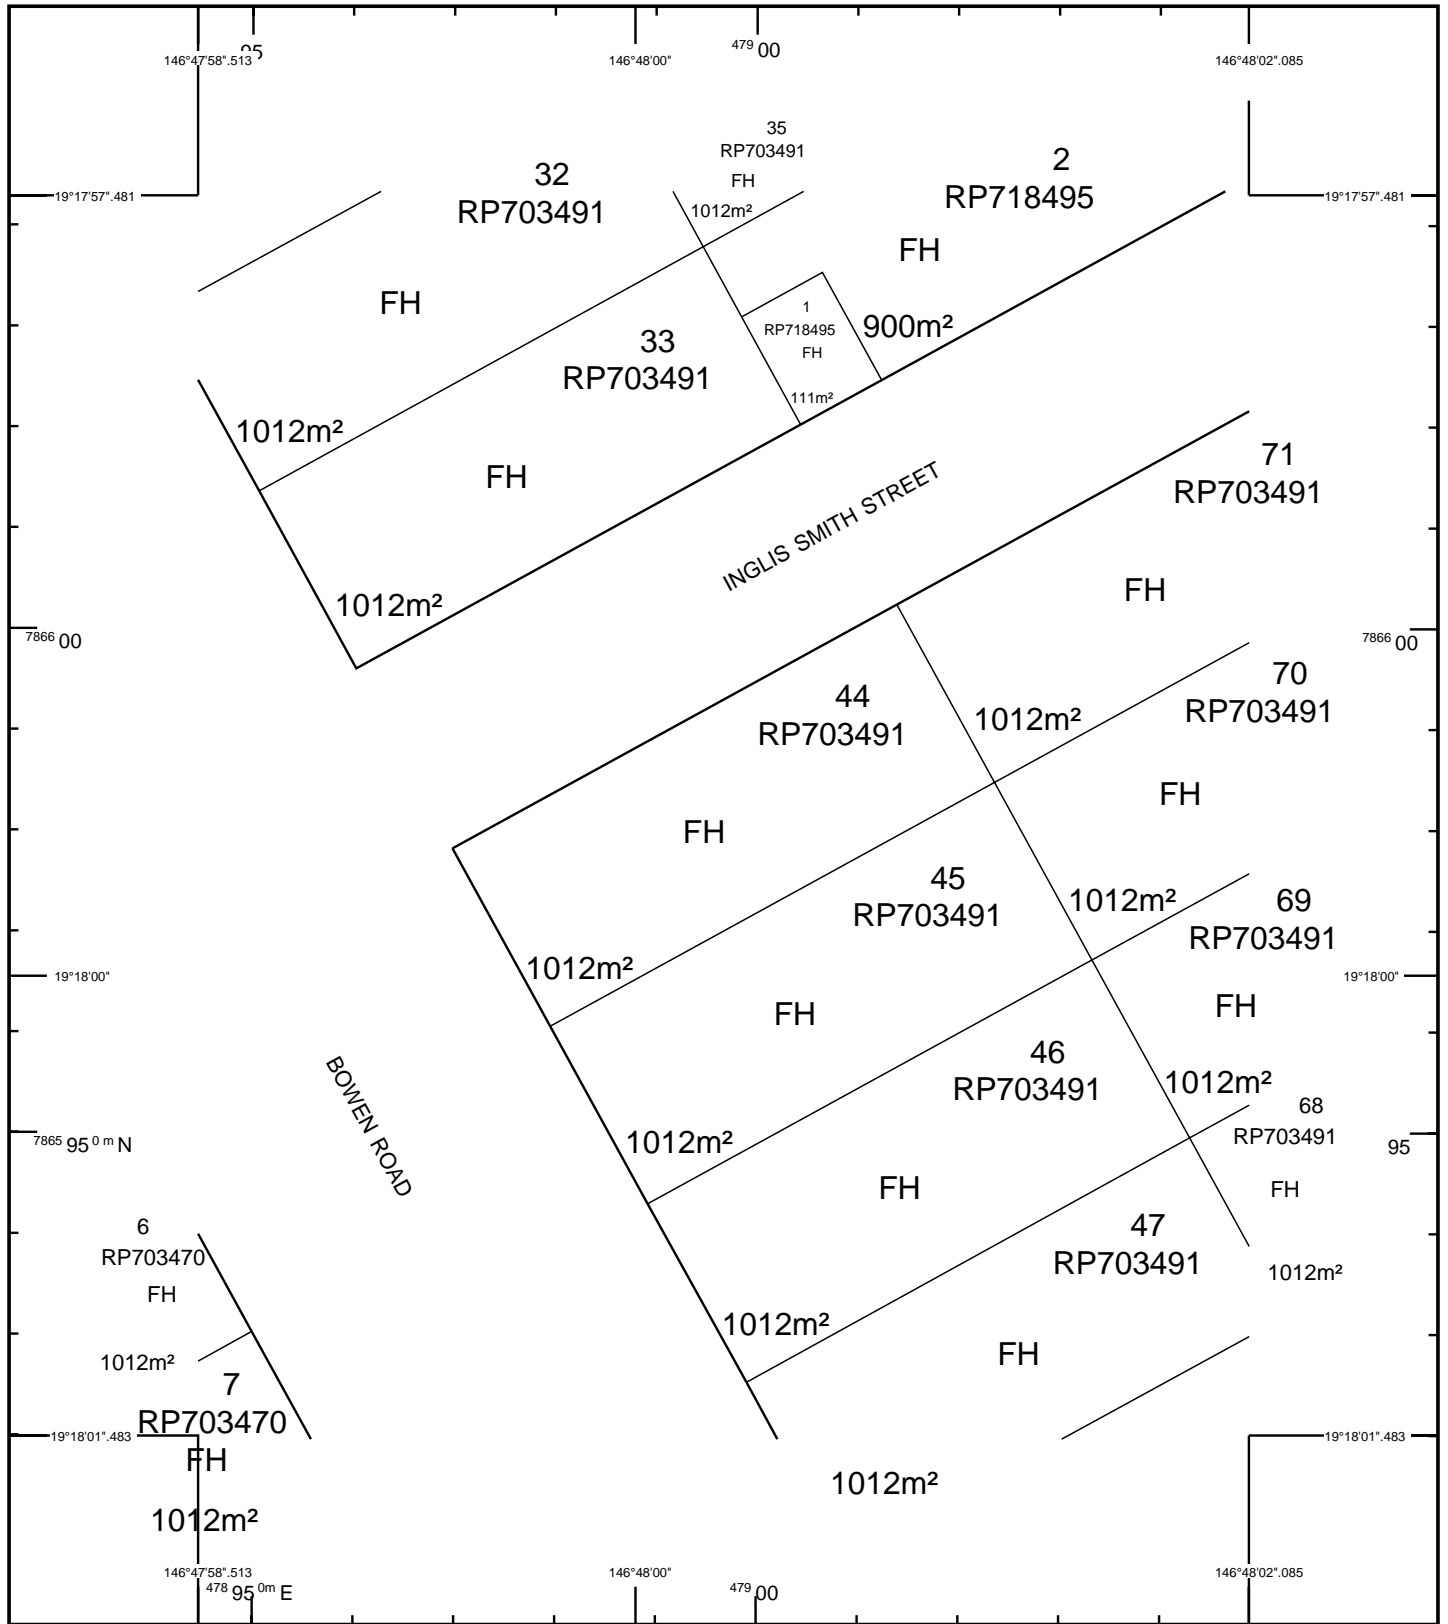 95
479 00
146°47'58".513
146°48'00"
146°48'02".085
19°17'57".481
19°17'57".481
32
RP703491
FH
1012m²
35
RP703491
FH
1012m²
2
RP718495
FH
900m²
1
RP718495
FH
111m²
33
RP703491
FH
1012m²
INGLIS SMITH STREET
71
RP703491
FH
1012m²
7866 00
7866 00
44
RP703491
FH
1012m²
70
RP703491
FH
1012m²
45
RP703491
FH
1012m²
69
RP703491
FH
1012m²
19°18'00"
19°18'00"
46
RP703491
FH
1012m²
BOWEN ROAD
68
RP703491
FH
1012m²
7865 95 0 m N
95
47
RP703491
FH
1012m²
6
RP703470
FH
1012m²
7
RP703470
FH
1012m²
19°18'01".483
19°18'01".483
146°47'58".513
146°48'00"
146°48'02".085
478 95 0m E
479 00